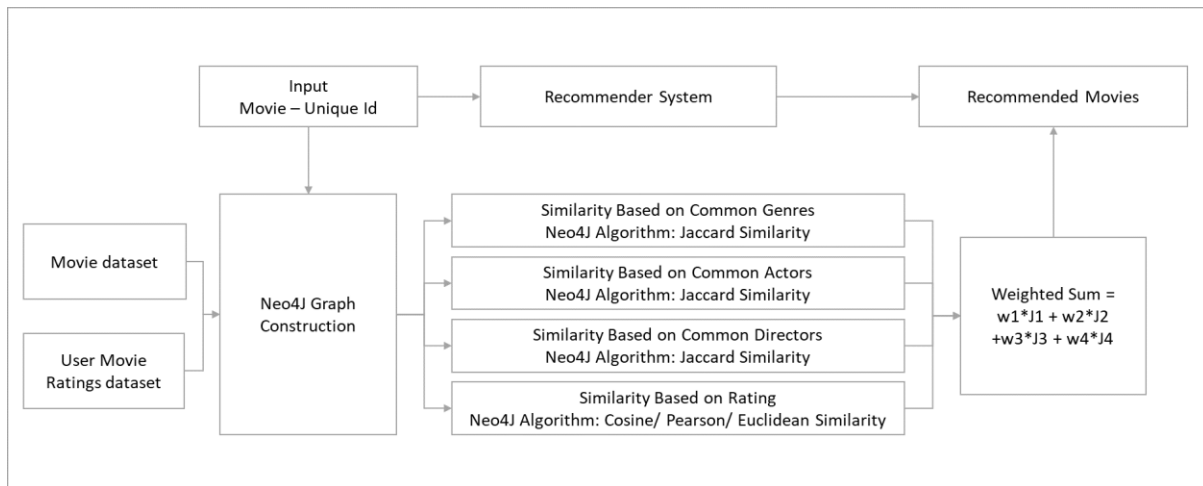 Input
Movie – Unique Id
Recommender System
Recommended Movies
Movie dataset
User Movie
Ratings dataset
Neo4J Graph
Construction
Similarity Based on Common Genres
Neo4J Algorithm: Jaccard Similarity
Similarity Based on Common Actors
Neo4J Algorithm: Jaccard Similarity
Similarity Based on Common Directors
Neo4J Algorithm: Jaccard Similarity
Similarity Based on Rating
Neo4J Algorithm: Cosine/ Pearson/ Euclidean Similarity
Weighted Sum =
w1*J1 + w2*J2
+w3*J3 + w4*J4